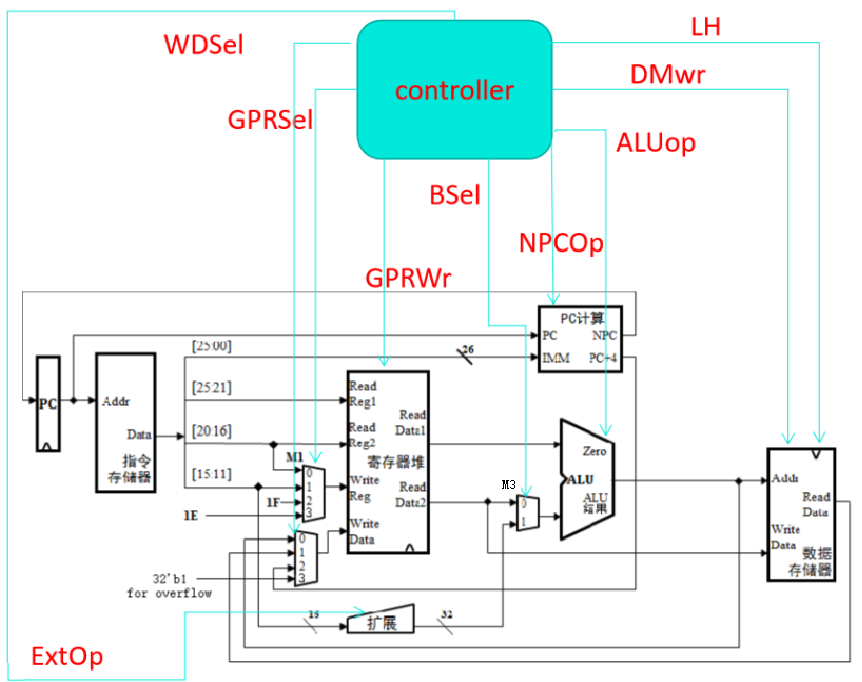 LH
WDSel
controller
DMwr
GPRSel
ALUop
BSel
NPCOp
GPRWr
PC计算
PC
NPC
[25:00]
26
IMM
PC+4
[25:21]
Read
Reg1
PC
Addr
Read
Data1
[20:16]
Read
Reg2
Zero
Data
M1
寄存器堆
指令
存储器
[15:11]
0
1
2
3
Write
Reg
Read
Data2
M3
0
1
ALU
ALU
结果
Addr
Read
Data
1F
1E
Write
Data
Write
Data
数据
存储器
0
1
2
3
32'b1
for overflow
16
扩展
32
ExtOp